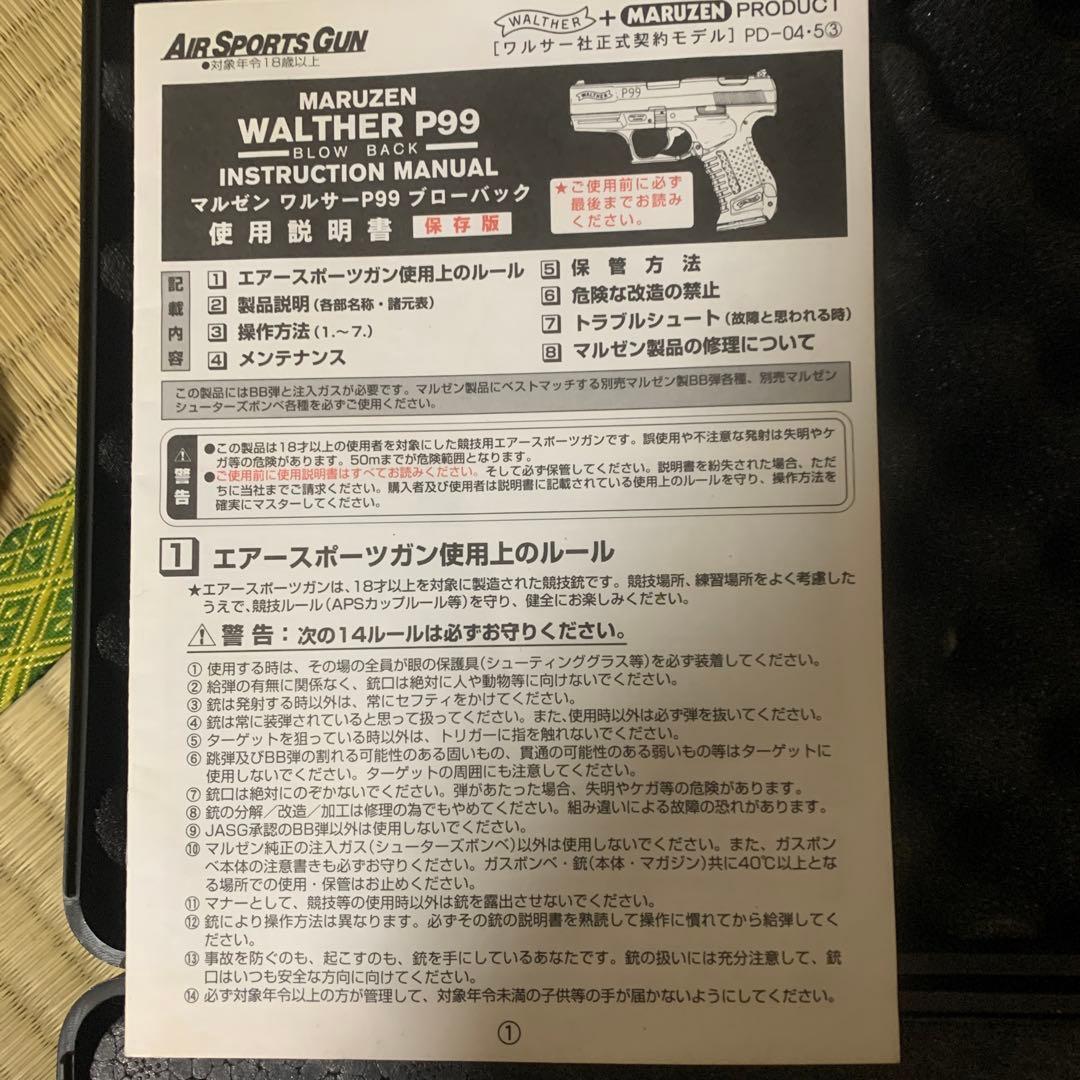 AIR SPORTS GUN
●対象年令18歳以上
WALTHER + MARUZEN PRODUCT
[ワルサー社正式契約モデル] PD-04・5③
MARUZEN
WALTHER P99
BLOW BACK
INSTRUCTION MANUAL
マルゼン ワルサーP99 ブローバック
使用説明書 保存版
WALTHER P99
★ご使用前に必ず
最後までお読み
ください。
記載内容
1 エアースポーツガン使用上のルール
2 製品説明(各部名称・諸元表)
3 操作方法(1.〜7.)
4 メンテナンス
5 保管方法
6 危険な改造の禁止
7 トラブルシュート(故障と思われる時)
8 マルゼン製品の修理について
この製品にはBB弾と注入ガスが必要です。マルゼン製品にベストマッチする別売マルゼン製BB弾各種、別売マルゼン
シューターズボンベ各種を必ずご使用ください。
⚠警告
●この製品は18才以上の使用者を対象にした競技用エアースポーツガンです。誤使用や不注意な発射は失明やケ
ガ等の危険があります。50mまでが危険範囲となります。
●ご使用前に使用説明書はすべてお読みください。そして必ず保管してください。説明書を紛失された場合、ただ
ちに当社までご請求ください。購入者及び使用者は説明書に記載されている使用上のルールを守り、操作方法を
確実にマスターしてください。
1 エアースポーツガン使用上のルール
★エアースポーツガンは、18才以上を対象に製造された競技銃です。競技場所、練習場所をよく考慮した
うえで、競技ルール(APSカップルール等)を守り、健全にお楽しみください。
⚠警告:次の14ルールは必ずお守りください。
①使用する時は、その場の全員が眼の保護具(シューティンググラス等)を必ず装着してください。
②給弾の有無に関係なく、銃口は絶対に人や動物等に向けないでください。
③銃は発射する時以外は、常にセフティをかけてください。
④銃は常に装弾されていると思って扱ってください。また、使用時以外は必ず弾を抜いてください。
⑤ターゲットを狙っている時以外は、トリガーに指を触れないでください。
⑥跳弾及びBB弾の割れる可能性のある固いもの、貫通の可能性のある弱いもの等はターゲットに
使用しないでください。ターゲットの周囲にも注意してください。
⑦銃口は絶対にのぞかないでください。弾があたった場合、失明やケガ等の危険があります。
⑧銃の分解/改造/加工は修理の為でもやめてください。組み違いによる故障の恐れがあります。
⑨JASG承認のBB弾以外は使用しないでください。
⑩マルゼン純正の注入ガス(シューターズボンベ)以外は使用しないでください。また、ガスボン
ベ本体の注意書きも必ずお守りください。ガスボンベ・銃(本体・マガジン)共に40℃以上とな
る場所での使用・保管はお止めください。
⑪マナーとして、競技等の使用時以外は銃を露出させないでください。
⑫銃により操作方法は異なります。必ずその銃の説明書を熟読して操作に慣れてから給弾してく
ださい。
⑬事故を防ぐのも、起こすのも、銃を手にしているあなたです。銃の扱いには充分注意して、銃
口はいつも安全な方向に向けてください。
⑭必ず対象年令以上の方が管理して、対象年令未満の子供等の手が届かないようにしてください。
①